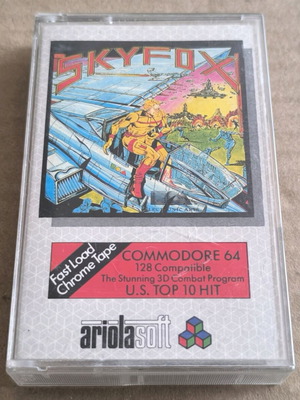 SKYFOX
Fast Load
Chrome Tape
COMMODORE 64
128 Compatible
The Stunning 3D Combat Program
U.S. TOP 10 HIT
ariolasoft